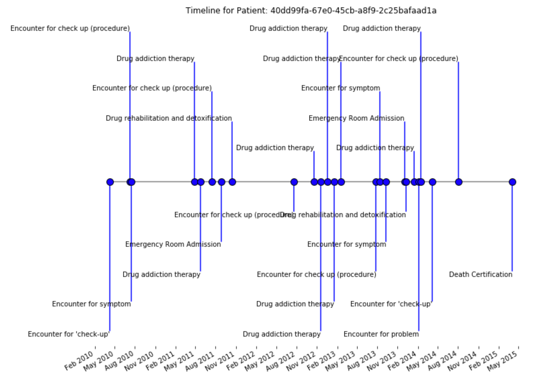 Timeline for Patient: 40dd99fa-67e0-45cb-a8f9-2c25bafaad1a
Encounter for check up (procedure)
Drug addiction therapy
Drug addiction therapy
Drug addiction therapy
Drug addiction therapy
Encounter for check up (procedure)
Encounter for check up (procedure)
Encounter for symptom
Drug rehabilitation and detoxification
Emergency Room Admission
Drug addiction therapy
Drug addiction therapy
Encounter for check up (procedure)
Drug rehabilitation and detoxification
Emergency Room Admission
Encounter for symptom
Drug addiction therapy
Encounter for check up (procedure)
Death Certification
Encounter for symptom
Drug addiction therapy
Encounter for 'check-up'
Encounter for 'check-up'
Drug addiction therapy
Encounter for problem
Feb 2010
May 2010
Aug 2010
Nov 2010
Feb 2011
May 2011
Aug 2011
Nov 2011
Feb 2012
May 2012
Aug 2012
Nov 2012
Feb 2013
May 2013
Aug 2013
Nov 2013
Feb 2014
May 2014
Aug 2014
Nov 2014
Feb 2015
May 2015